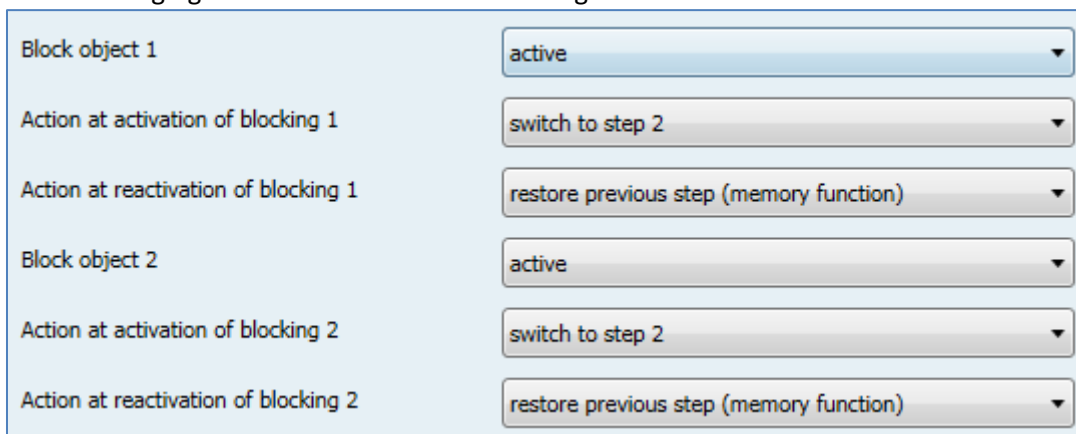 Block object 1 active
Action at activation of blocking 1 switch to step 2
Action at reactivation of blocking 1 restore previous step (memory function)
Block object 2 active
Action at activation of blocking 2 switch to step 2
Action at reactivation of blocking 2 restore previous step (memory function)